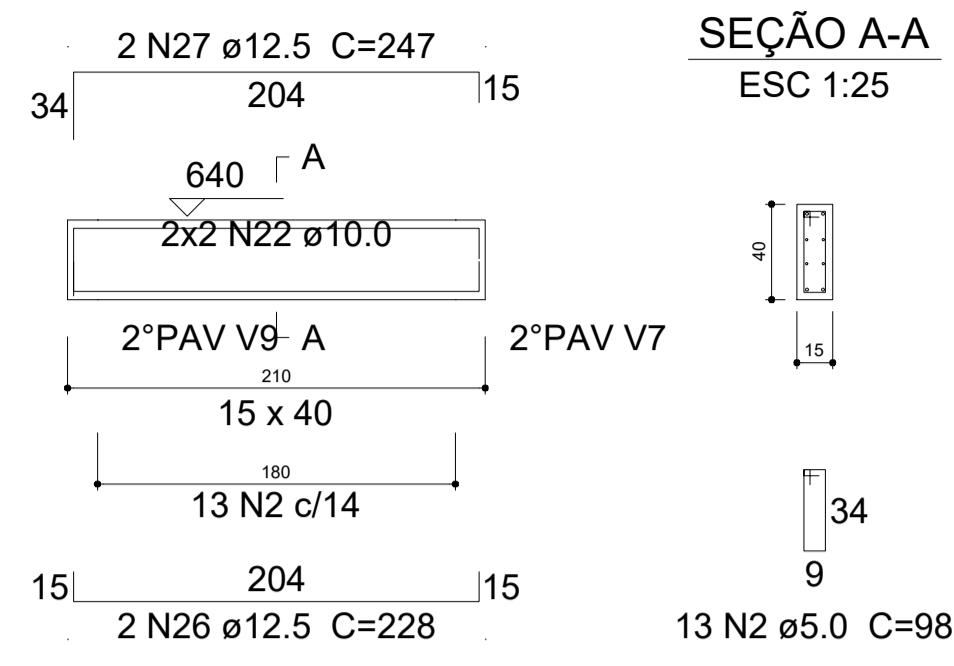 2 N27 ø12.5 C=247
34
204
15
640
A
2x2 N22 ø10.0
2°PAV V9
A
2°PAV V7
210
15 x 40
180
13 N2 c/14
15
204
15
2 N26 ø12.5 C=228
SEÇÃO A-A
ESC 1:25
40
15
34
9
13 N2 ø5.0 C=98